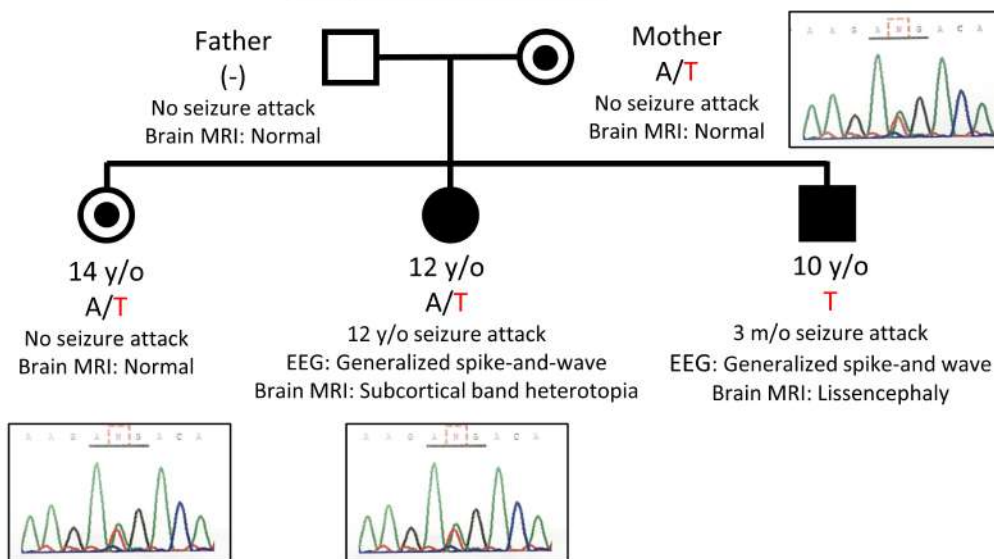 Father
(-)
No seizure attack
Brain MRI: Normal
Mother
A/T
No seizure attack
Brain MRI: Normal
A A G A N G A C A
14 y/o
A/T
No seizure attack
Brain MRI: Normal
12 y/o
A/T
12 y/o seizure attack
EEG: Generalized spike-and-wave
Brain MRI: Subcortical band heterotopia
10 y/o
T
3 m/o seizure attack
EEG: Generalized spike-and wave
Brain MRI: Lissencephaly
A A G A N G A C A
A A G A N G A C A